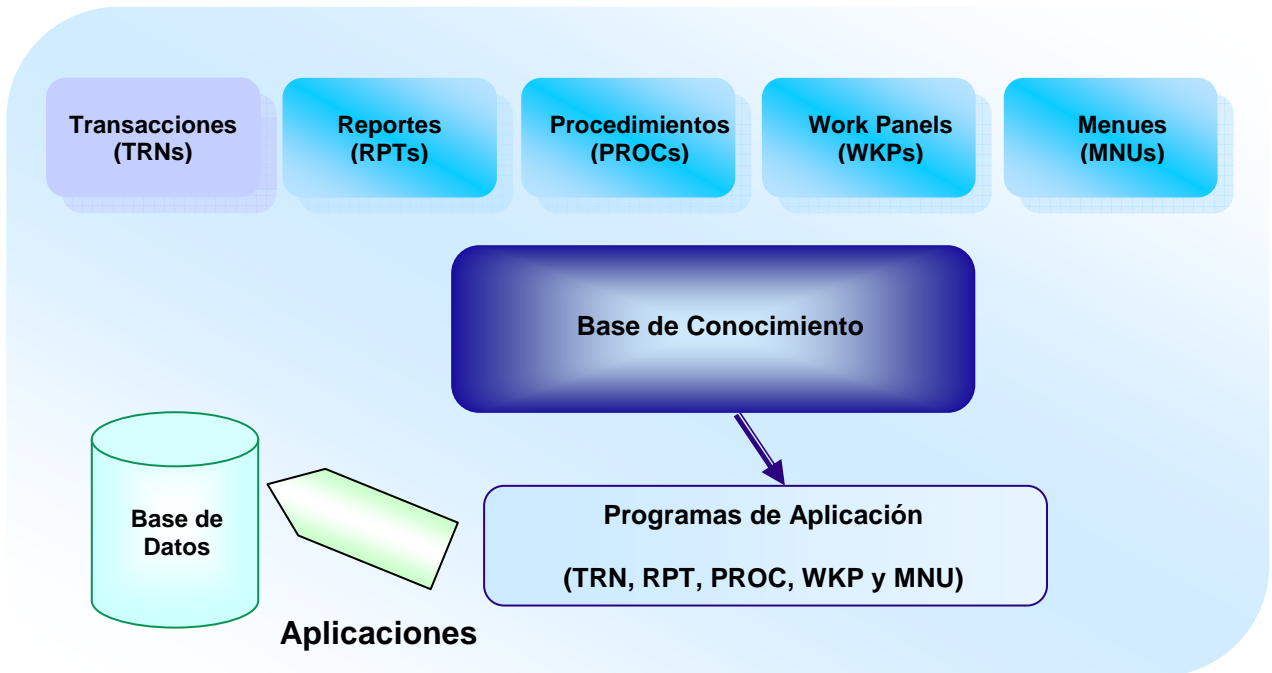 Transacciones
(TRNs)
Reportes
(RPTs)
Procedimientos
(PROCs)
Work Panels
(WKPs)
Menues
(MNUs)
Base de Conocimiento
Base de
Datos
Programas de Aplicación
(TRN, RPT, PROC, WKP y MNU)
Aplicaciones